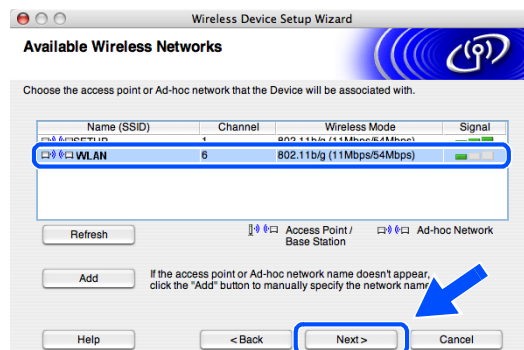 Wireless Device Setup Wizard
Available Wireless Networks
Choose the access point or Ad-hoc network that the Device will be associated with.
Name (SSID) Channel Wireless Mode Signal
SETUP 1 802.11b/g (11Mbps/54Mbps)
WLAN 6 802.11b/g (11Mbps/54Mbps)
Refresh
Access Point /
Base Station
Ad-hoc Network
Add
If the access point or Ad-hoc network name doesn't appear,
click the "Add" button to manually specify the network name
Help < Back Next > Cancel